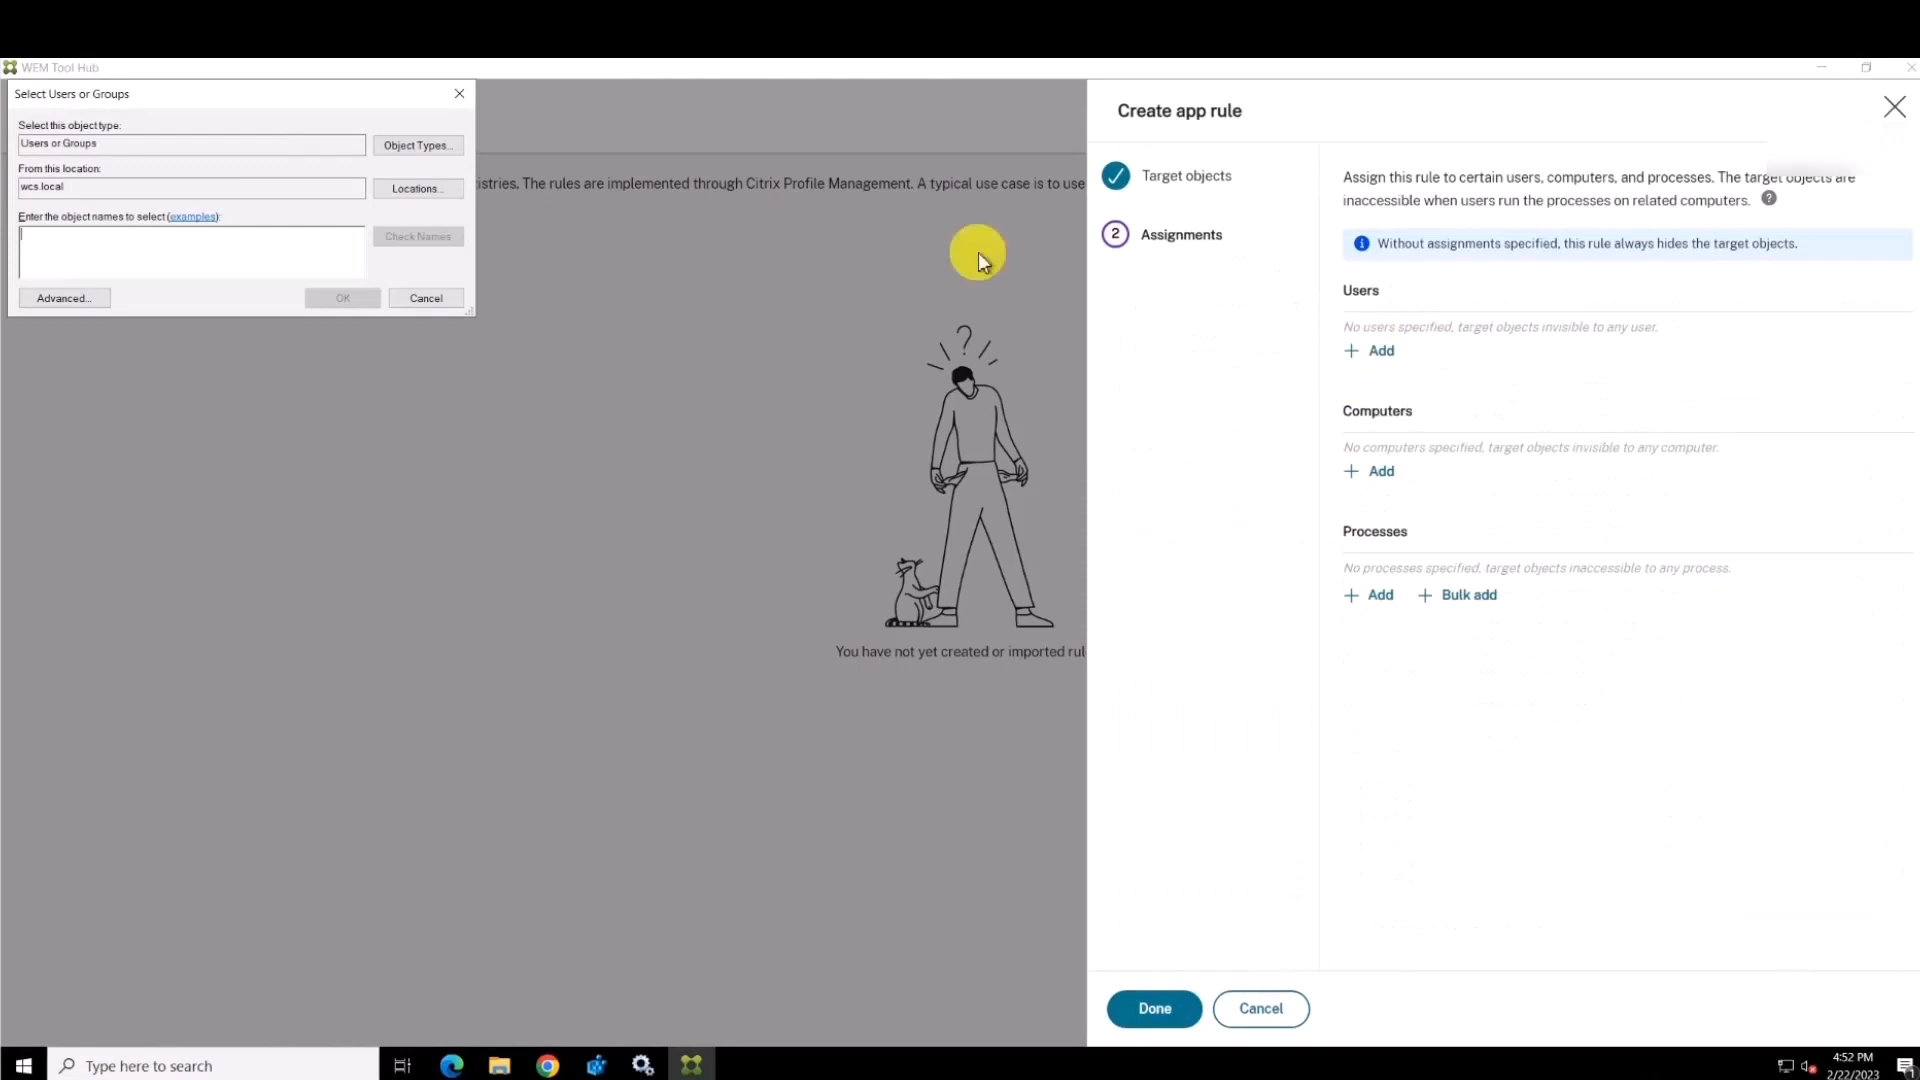 WEM Tool Hub
Select Users or Groups
Select this object type:
Users or Groups
Object Types...
From this location:
wcs.local
Locations...
Enter the object names to select (examples):
Check Names
Advanced...
OK
Cancel
istries. The rules are implemented through Citrix Profile Management. A typical use case is to use
?
You have not yet created or imported rul
Create app rule
Target objects
2
Assignments
Assign this rule to certain users, computers, and processes. The target objects are
inaccessible when users run the processes on related computers. ?
Without assignments specified, this rule always hides the target objects.
Users
No users specified, target objects invisible to any user.
+ Add
Computers
No computers specified, target objects invisible to any computer.
+ Add
Processes
No processes specified, target objects inaccessible to any process.
+ Add + Bulk add
Done
Cancel
Type here to search
4:52 PM
2/22/2023
1